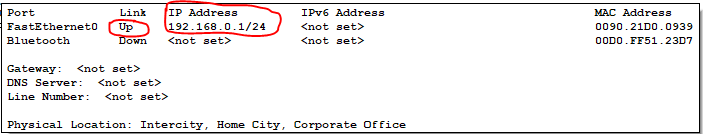 Port Link IP Address IPv6 Address MAC Address
FastEthernet0 Up 192.168.0.1/24 <not set> 0090.21D0.0939
Bluetooth Down <not set> <not set> 00D0.FF51.23D7
Gateway: <not set>
DNS Server: <not set>
Line Number: <not set>
Physical Location: Intercity, Home City, Corporate Office